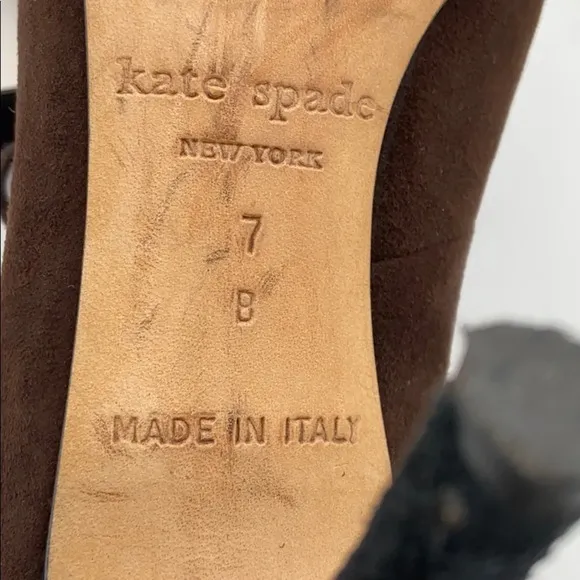 kate spade
NEW YORK
7
B
MADE IN ITALY